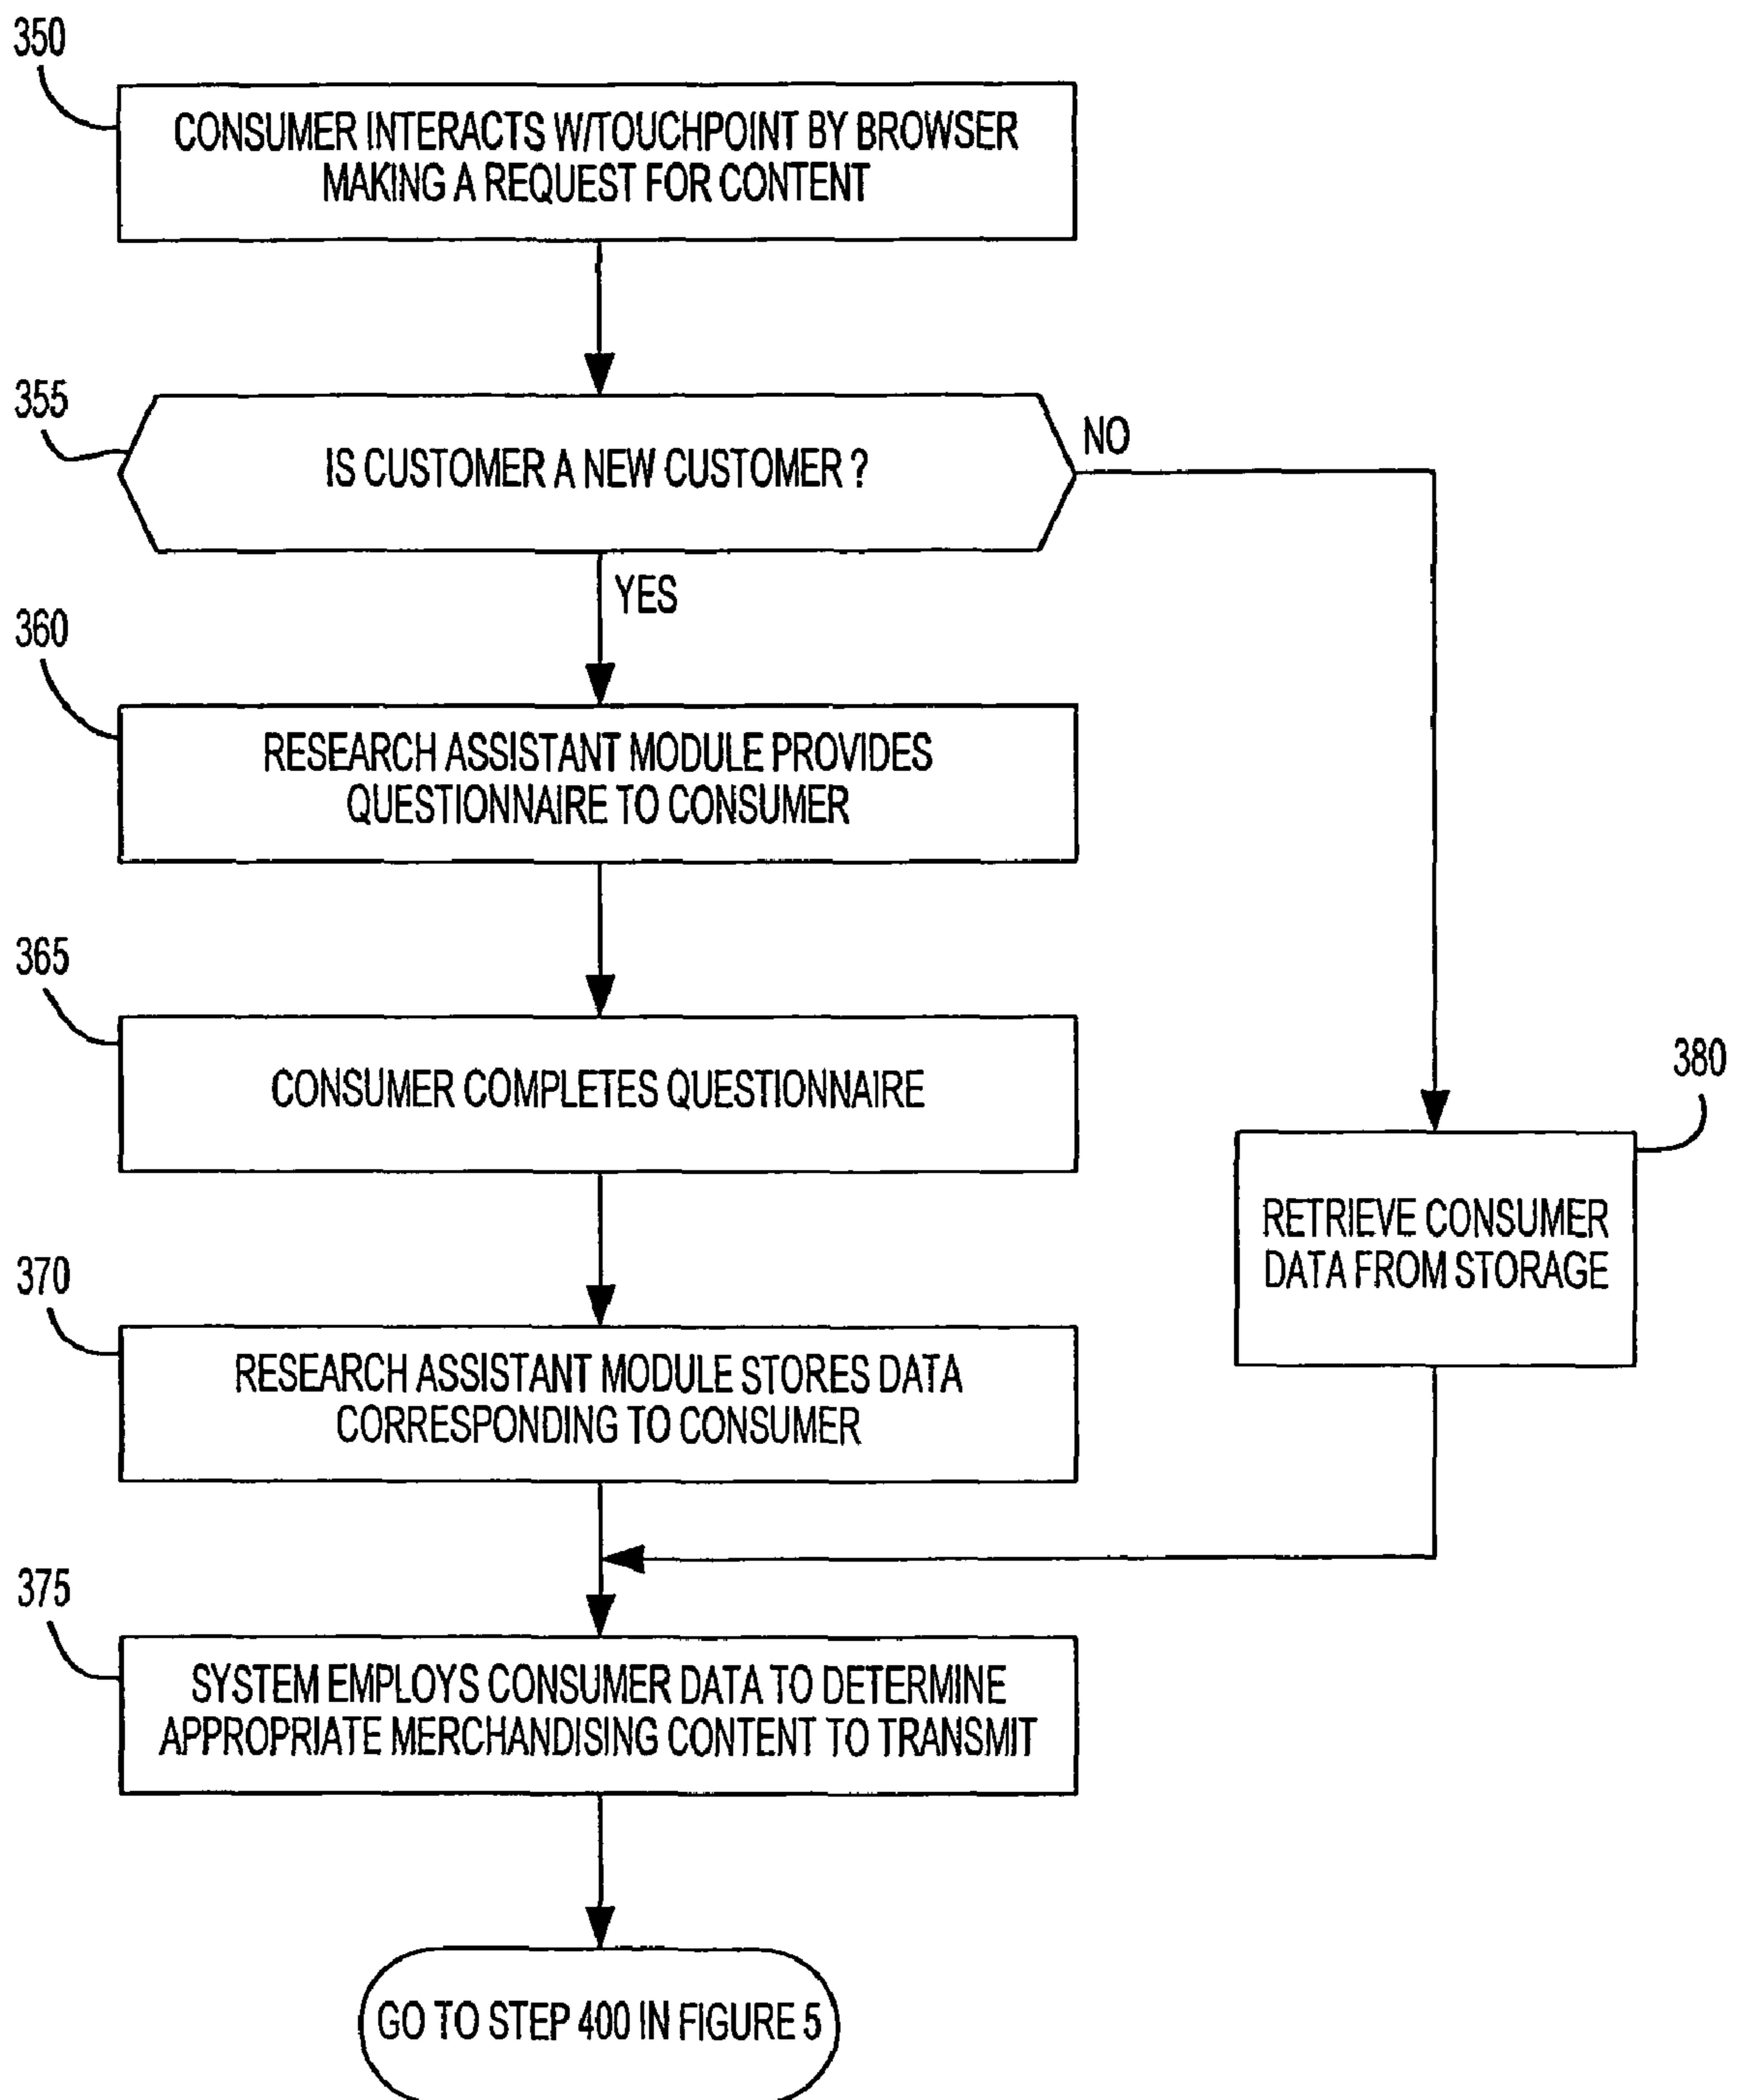 350
CONSUMER INTERACTS W/TOUCHPOINT BY BROWSER
MAKING A REQUEST FOR CONTENT
355
IS CUSTOMER A NEW CUSTOMER ?
NO
YES
360
RESEARCH ASSISTANT MODULE PROVIDES
QUESTIONNAIRE TO CONSUMER
365
CONSUMER COMPLETES QUESTIONNAIRE
380
RETRIEVE CONSUMER
DATA FROM STORAGE
370
RESEARCH ASSISTANT MODULE STORES DATA
CORRESPONDING TO CONSUMER
375
SYSTEM EMPLOYS CONSUMER DATA TO DETERMINE
APPROPRIATE MERCHANDISING CONTENT TO TRANSMIT
GO TO STEP 400 IN FIGURE 5